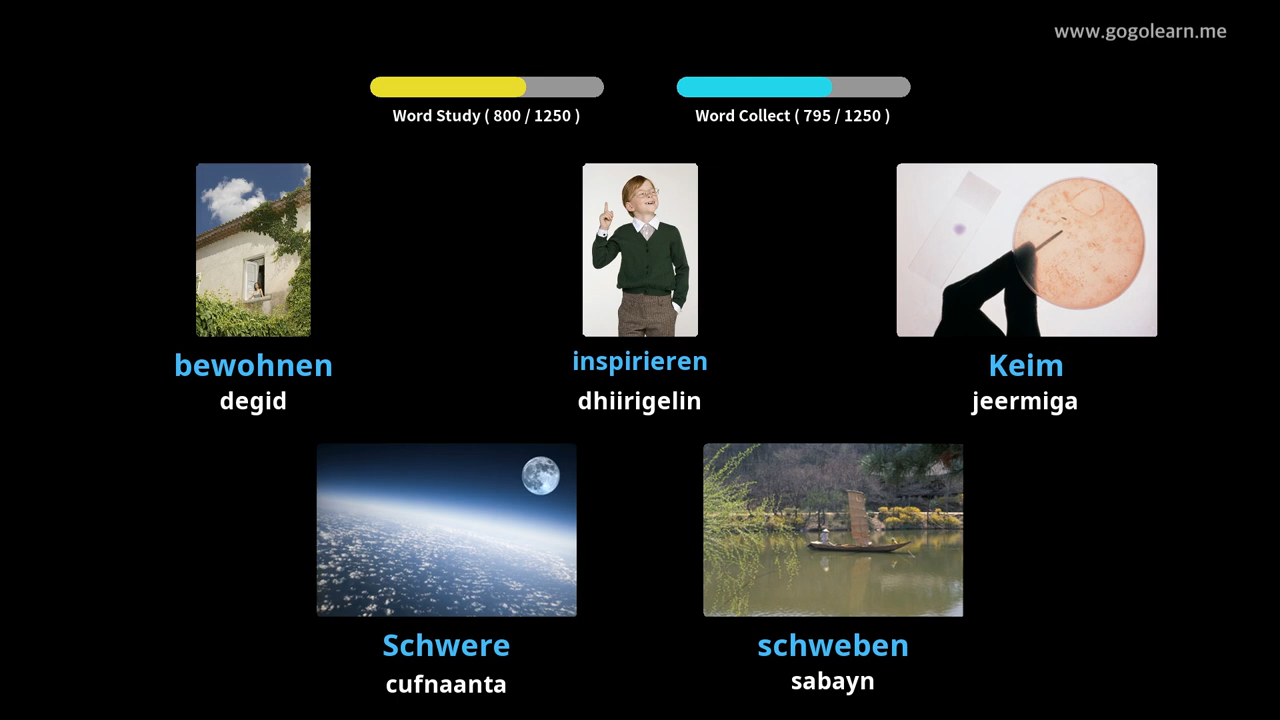 www.gogolearn.me
Word Study ( 800 / 1250 )
Word Collect ( 795 / 1250 )
bewohnen
degid
inspirieren
dhiirigelin
Keim
jeermiga
Schwere
cufnaanta
schweben
sabayn